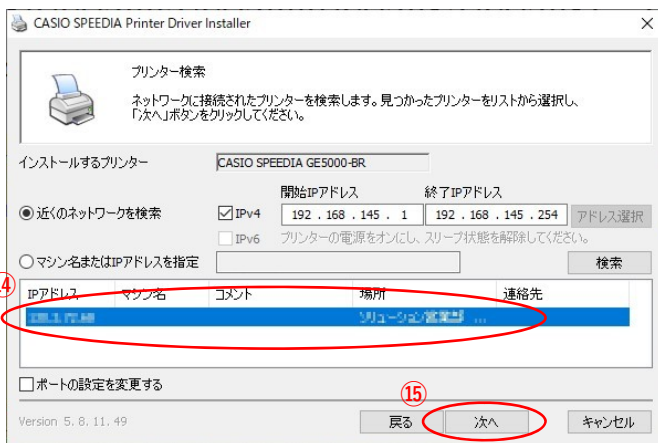 CASIO SPEEDIA Printer Driver Installer
プリンター検索
ネットワークに接続されたプリンターを検索します。見つかったプリンターをリストから選択し、
「次へ」ボタンをクリックしてください。
インストールするプリンター CASIO SPEEDIA GE5000-BR
開始IPアドレス 終了IPアドレス
近くのネットワークを検索 IPv4 192 . 168 . 145 . 1 192 . 168 . 145 . 254 アドレス選択
IPv6 プリンターの電源をオンにし、スリープ状態を解除してください。
マシン名またはIPアドレスを指定 検索
IPアドレス マシン名 コメント 場所 連絡先
ソリューション営業部 ...
ポートの設定を変更する
⑮
Version 5. 8. 11. 49 戻る 次へ キャンセル